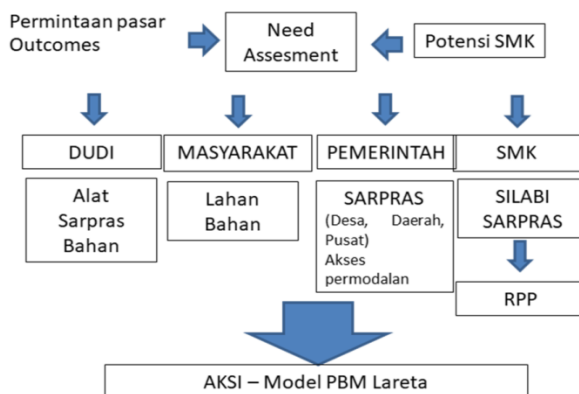 Permintaan pasar
Outcomes
Need
Assesment
Potensi SMK
DUDI
MASYARAKAT
PEMERINTAH
SMK
Alat
Sarpras
Bahan
Lahan
Bahan
SARPRAS
(Desa, Daerah,
Pusat)
Akses
permodalan
SILABI
SARPRAS
RPP
AKSI – Model PBM Lareta